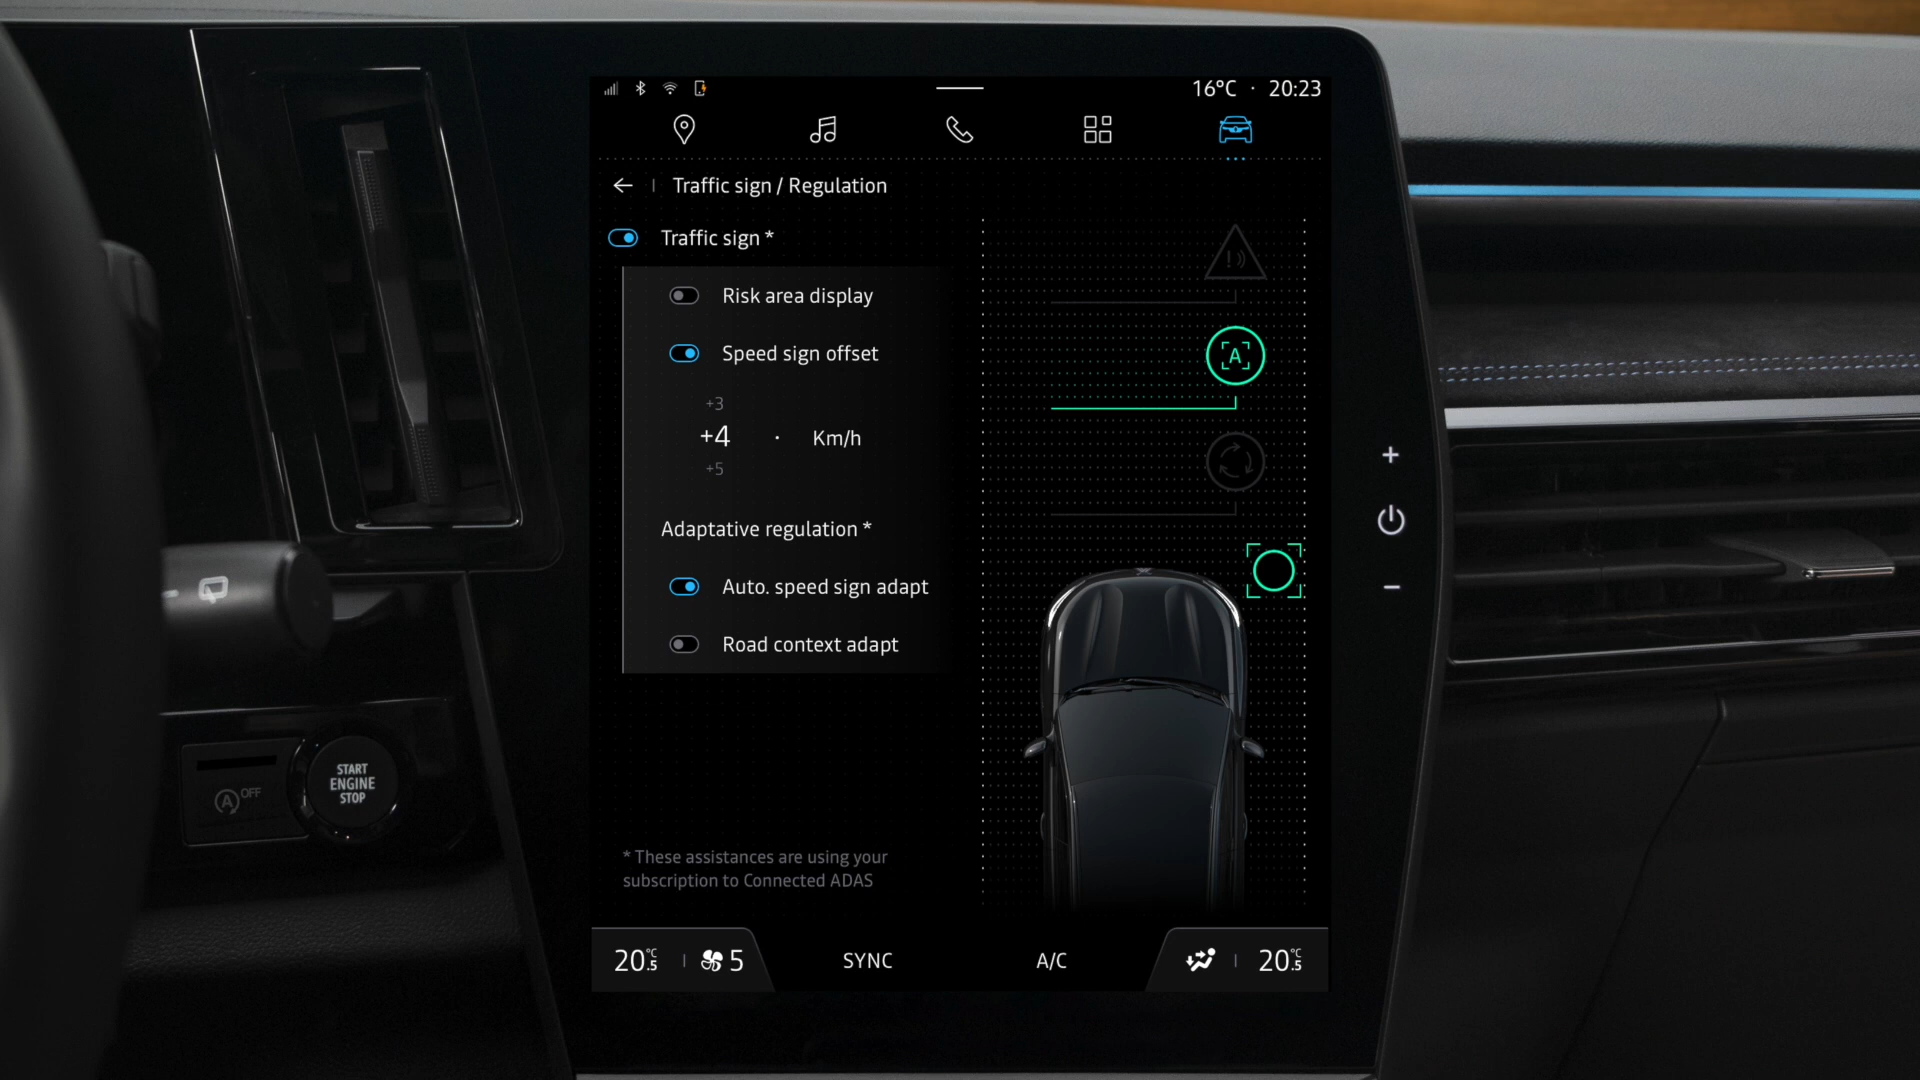 16°C · 20:23
Traffic sign / Regulation
Traffic sign *
Risk area display
Speed sign offset
+3
+4 · Km/h
+5
Adaptative regulation *
Auto. speed sign adapt
Road context adapt
* These assistances are using your
subscription to Connected ADAS
20.5°C
5
SYNC
A/C
20.5°C
A
+
-
A OFF
START
ENGINE
STOP